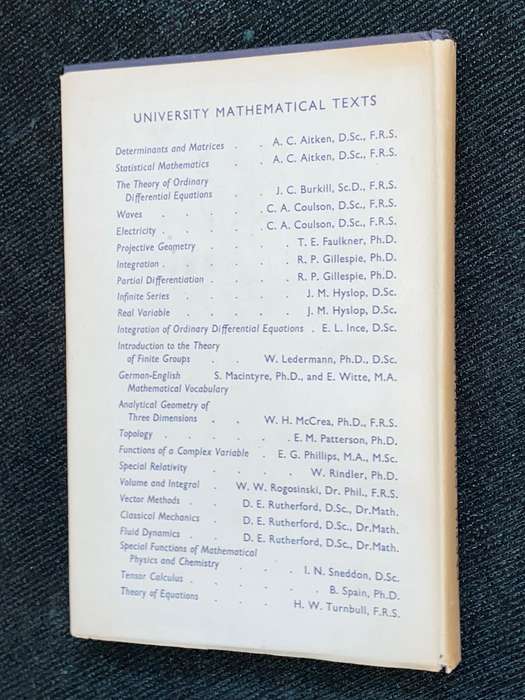 UNIVERSITY MATHEMATICAL TEXTS
Determinants and Matrices . . A. C. Aitken, D.Sc., F.R.S.
Statistical Mathematics . . A. C. Aitken, D.Sc., F.R.S.
The Theory of Ordinary
Differential Equations . . J. C. Burkill, Sc.D., F.R.S.
Waves . . . . . C. A. Coulson, D.Sc., F.R.S.
Electricity . . . . . C. A. Coulson, D.Sc., F.R.S.
Projective Geometry . . . . T. E. Faulkner, Ph.D.
Integration . . . . . R. P. Gillespie, Ph.D.
Partial Differentiation . . . . R. P. Gillespie, Ph.D.
Infinite Series . . . . J. M. Hyslop, D.Sc.
Real Variable . . . . J. M. Hyslop, D.Sc.
Integration of Ordinary Differential Equations . E. L. Ince, D.Sc.
Introduction to the Theory
of Finite Groups . . W. Ledermann, Ph.D., D.Sc.
German-English S. Macintyre, Ph.D., and E. Witte, M.A.
Mathematical Vocabulary
Analytical Geometry of
Three Dimensions . . W. H. McCrea, Ph.D., F.R.S.
Topology . . . . . . E. M. Patterson, Ph.D.
Functions of a Complex Variable . E. G. Phillips, M.A., M.Sc.
Special Relativity . . . . W. Rindler, Ph.D.
Volume and Integral . W. W. Rogosinski, Dr. Phil., F.R.S.
Vector Methods . . D. E. Rutherford, D.Sc., Dr.Math.
Classical Mechanics . D. E. Rutherford, D.Sc., Dr.Math.
Fluid Dynamics . . D. E. Rutherford, D.Sc., Dr.Math.
Special Functions of Mathematical
Physics and Chemistry . . . I. N. Sneddon, D.Sc.
Tensor Calculus . . . . . B. Spain, Ph.D.
Theory of Equations . . . H. W. Turnbull, F.R.S.